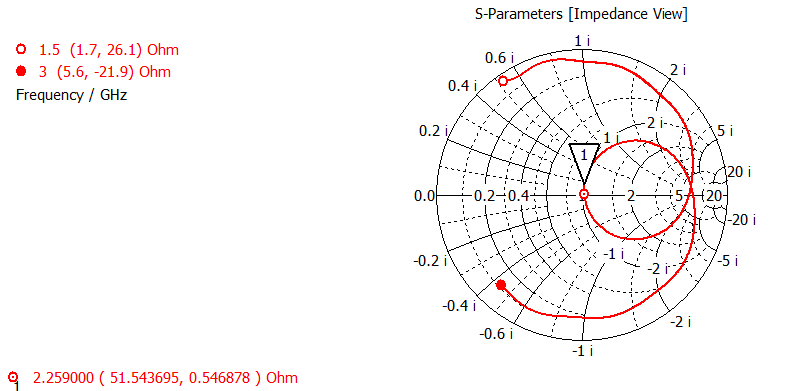 S-Parameters [Impedance View]
1.5 (1.7, 26.1) Ohm
3 (5.6, -21.9) Ohm
Frequency / GHz
1 i
0.6 i
2 i
0.4 i
0.2 i
1 i
2 i
5 i
1
20 i
0.0
0.2
0.4
2
5
20
-20 i
-0.2 i
-1 i
-2 i
-5 i
-0.4 i
-0.6 i
-2 i
-1 i
2.259000 ( 51.543695, 0.546878 ) Ohm
1